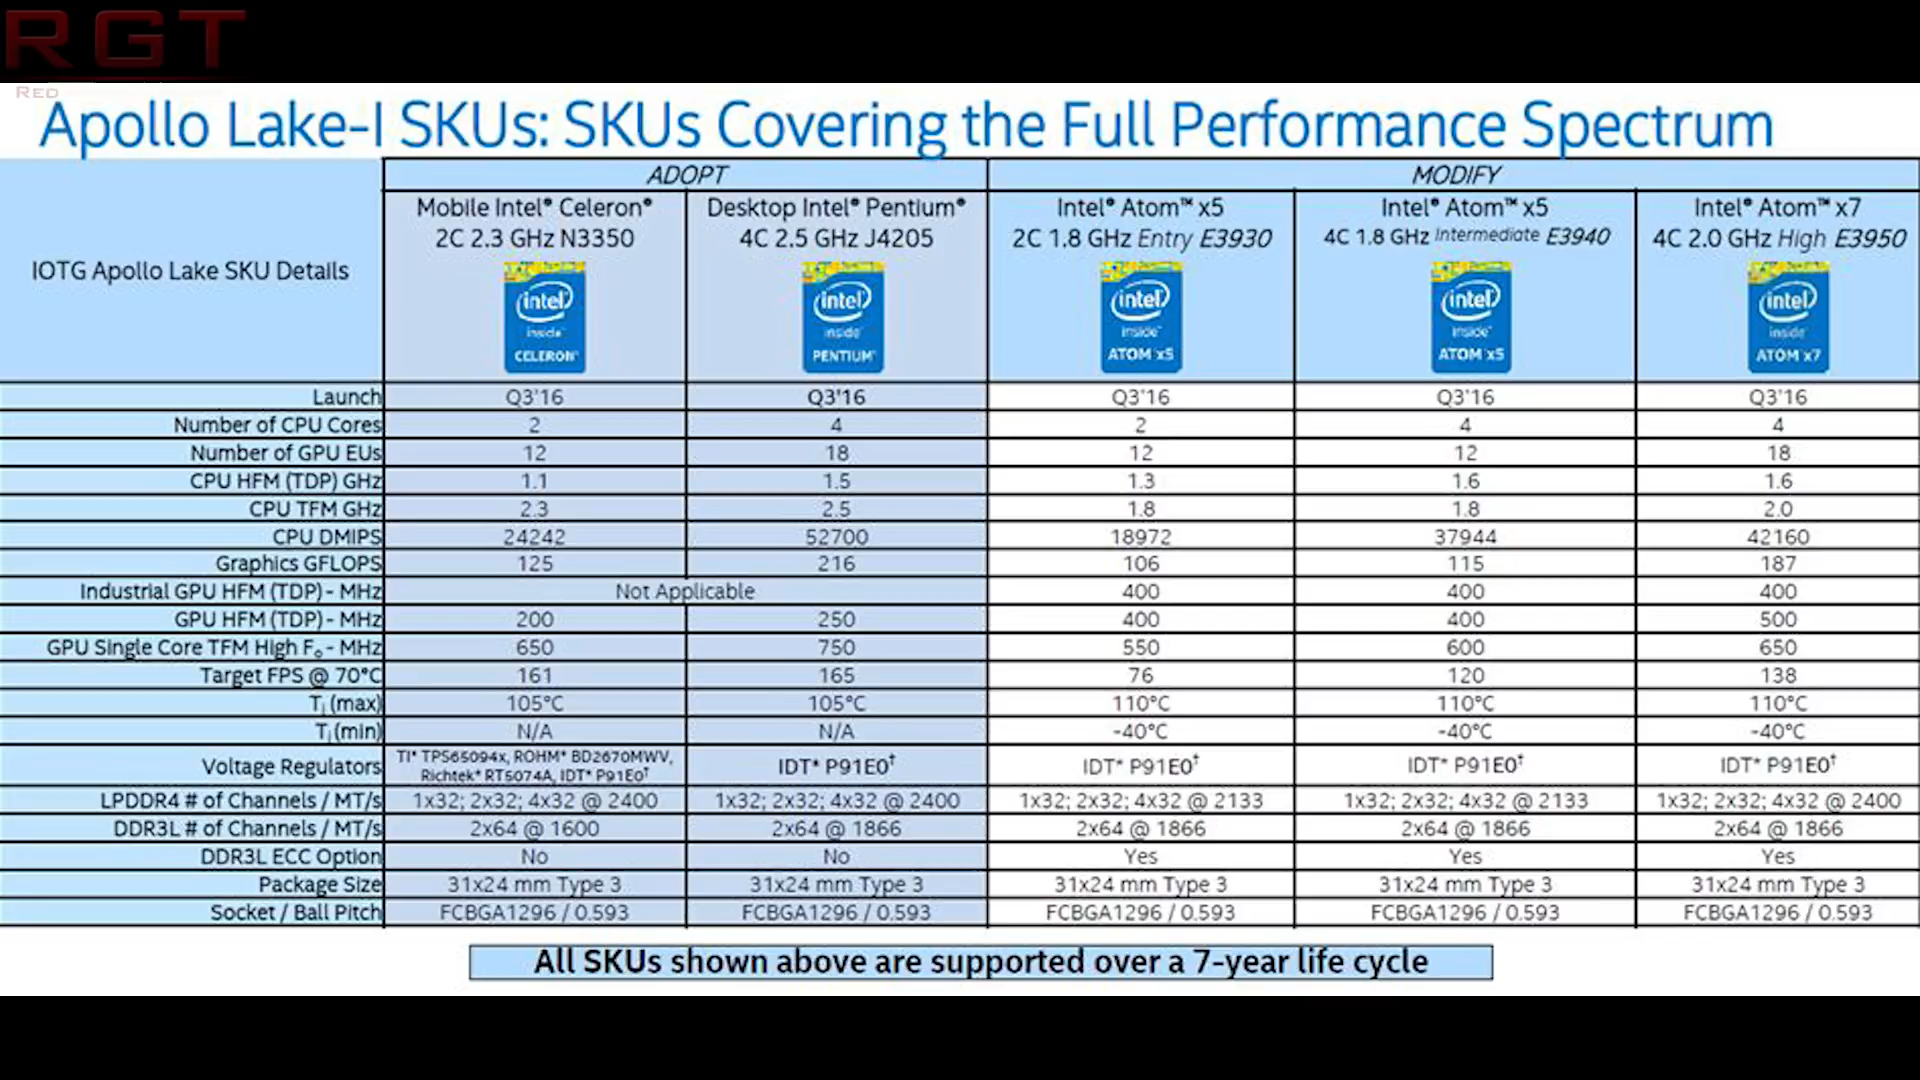 RGT
RED
Apollo Lake-I SKUs: SKUs Covering the Full Performance Spectrum
IOTG Apollo Lake SKU Details
ADOPT MODIFY
Mobile Intel® Celeron® Desktop Intel® Pentium® Intel® Atom™ x5 Intel® Atom™ x5 Intel® Atom™ x7
2C 2.3 GHz N3350 4C 2.5 GHz J4205 2C 1.8 GHz Entry E3930 4C 1.8 GHz Intermediate E3940 4C 2.0 GHz High E3950
intel intel intel intel intel
inside™ inside™ inside™ inside™ inside™
CELERON® PENTIUM® ATOM x5 ATOM x5 ATOM x7
Launch Q3'16 Q3'16 Q3'16 Q3'16 Q3'16
Number of CPU Cores 2 4 2 4 4
Number of GPU EUs 12 18 12 12 18
CPU HFM (TDP) GHz 1.1 1.5 1.3 1.6 1.6
CPU TFM GHz 2.3 2.5 1.8 1.8 2.0
CPU DMIPS 24242 52700 18972 37944 42160
Graphics GFLOPS 125 216 106 115 187
Industrial GPU HFM (TDP) - MHz Not Applicable 400 400 400
GPU HFM (TDP) - MHz 200 250 400 400 500
GPU Single Core TFM High Fo - MHz 650 750 550 600 650
Target FPS @ 70°C 161 165 76 120 138
Tj (max) 105°C 105°C 110°C 110°C 110°C
Tj (min) N/A N/A -40°C -40°C -40°C
Voltage Regulators TI* TPS65094x, ROHM* BD2670MWV, Richtek* RT5074A, IDT* P91E0† IDT* P91E0† IDT* P91E0† IDT* P91E0† IDT* P91E0†
LPDDR4 # of Channels / MT/s 1x32; 2x32; 4x32 @ 2400 1x32; 2x32; 4x32 @ 2400 1x32; 2x32; 4x32 @ 2133 1x32; 2x32; 4x32 @ 2133 1x32; 2x32; 4x32 @ 2400
DDR3L # of Channels / MT/s 2x64 @ 1600 2x64 @ 1866 2x64 @ 1866 2x64 @ 1866 2x64 @ 1866
DDR3L ECC Option No No Yes Yes Yes
Package Size 31x24 mm Type 3 31x24 mm Type 3 31x24 mm Type 3 31x24 mm Type 3 31x24 mm Type 3
Socket / Ball Pitch FCBGA1296 / 0.593 FCBGA1296 / 0.593 FCBGA1296 / 0.593 FCBGA1296 / 0.593 FCBGA1296 / 0.593
All SKUs shown above are supported over a 7-year life cycle